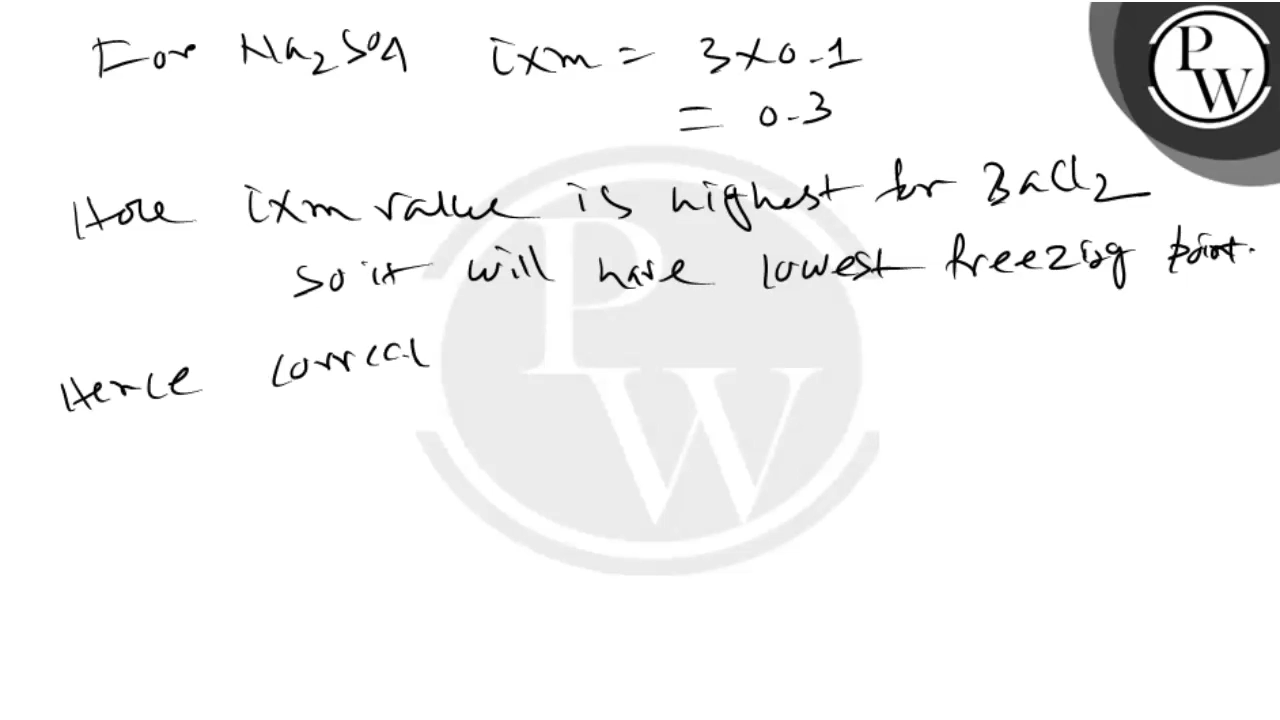 For Na2SO4 i×m = 3×0.1
= 0.3
Here i×m value is highest for BaCl2
so it will have lowest freezing point.
Hence correct
P
W
P
W